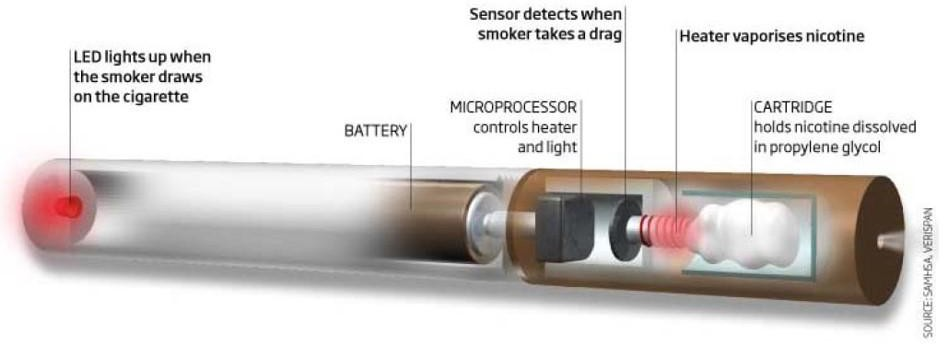 LED lights up when
the smoker draws
on the cigarette
BATTERY
MICROPROCESSOR
controls heater
and light
Sensor detects when
smoker takes a drag
Heater vaporises nicotine
CARTRIDGE
holds nicotine dissolved
in propylene glycol
SOURCE: SAMHSA, VERISPAN